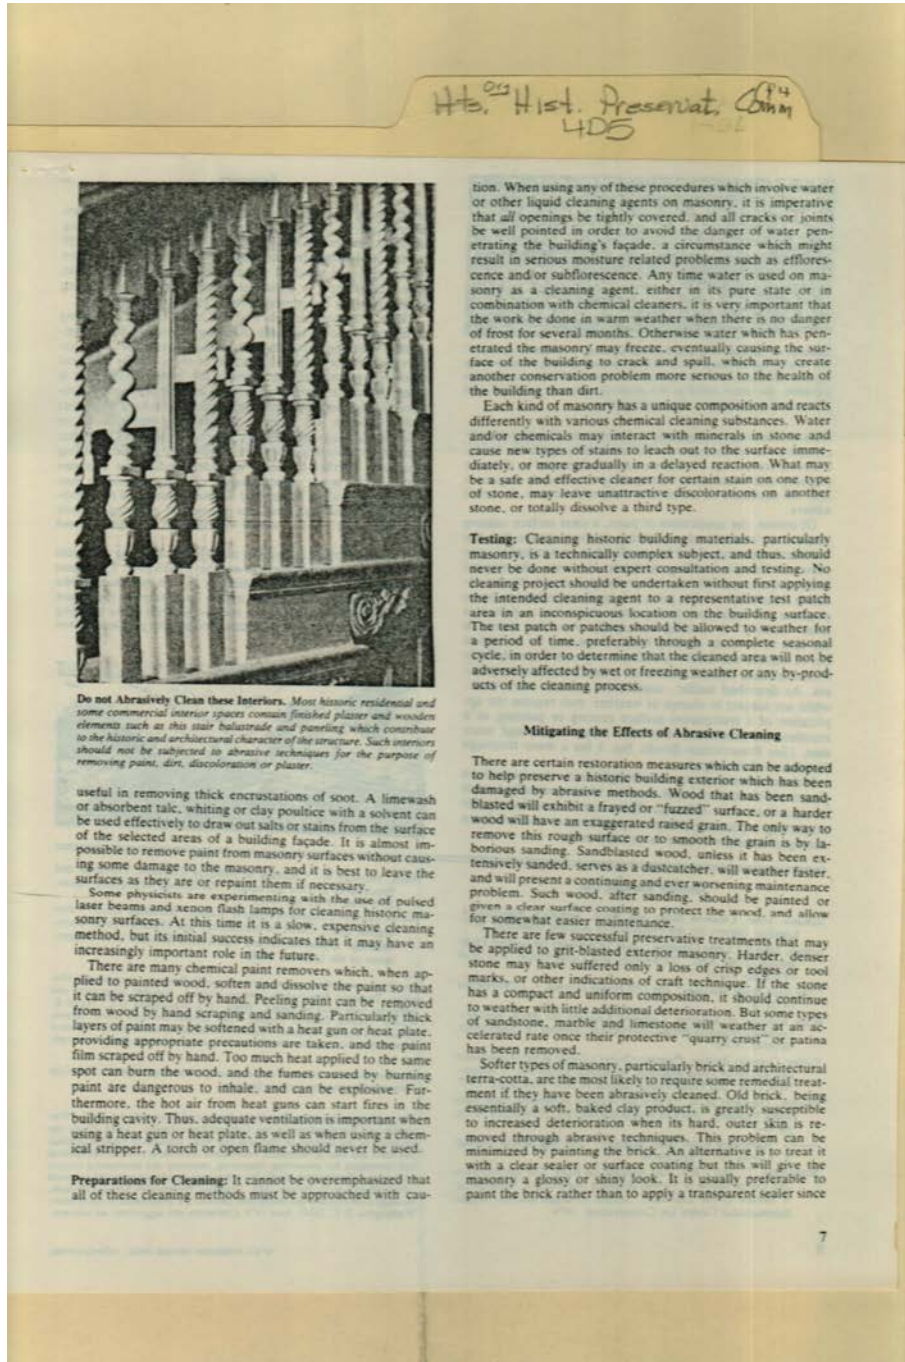 Hts. Org Hist. Preservat. Comm
4D5
Do not Abrasively Clean these Interiors. Most historic residential and
some commercial interior spaces contain finished plaster and wooden
elements such as this stair balustrade and paneling which contribute
to the historic and architectural character of the structure. Such interiors
should not be subjected to abrasive techniques for the purpose of
removing paint, dirt, discoloration or plaster.
useful in removing thick encrustations of soot. A limewash
or absorbent talc, whiting or clay poultice with a solvent can
be used effectively to draw out salts or stains from the surface
of the selected areas of a building façade. It is almost im-
possible to remove paint from masonry surfaces without caus-
ing some damage to the masonry, and it is best to leave the
surfaces as they are or repaint them if necessary.
Some physicists are experimenting with the use of pulsed
laser beams and xenon flash lamps for cleaning historic ma-
sonry surfaces. At this time it is a slow, expensive cleaning
method, but its initial success indicates that it may have an
increasingly important role in the future.
There are many chemical paint removers which, when ap-
plied to painted wood, soften and dissolve the paint so that
it can be scraped off by hand. Peeling paint can be removed
from wood by hand scraping and sanding. Particularly thick
layers of paint may be softened with a heat gun or heat plate,
providing appropriate precautions are taken, and the paint
film scraped off by hand. Too much heat applied to the same
spot can burn the wood, and the fumes caused by burning
paint are dangerous to inhale, and can be explosive. Fur-
thermore, the hot air from heat guns can start fires in the
building cavity. Thus, adequate ventilation is important when
using a heat gun or heat plate, as well as when using a chem-
ical stripper. A torch or open flame should never be used.
Preparations for Cleaning: It cannot be overemphasized that
all of these cleaning methods must be approached with cau-
tion. When using any of these procedures which involve water
or other liquid cleaning agents on masonry, it is imperative
that all openings be tightly covered, and all cracks or joints
be well pointed in order to avoid the danger of water pen-
etrating the building's façade, a circumstance which might
result in serious moisture related problems such as efflores-
cence and/or subflorescence. Any time water is used on ma-
sonry as a cleaning agent, either in its pure state or in
combination with chemical cleaners, it is very important that
the work be done in warm weather when there is no danger
of frost for several months. Otherwise water which has pen-
etrated the masonry may freeze, eventually causing the sur-
face of the building to crack and spall, which may create
another conservation problem more serious to the health of
the building than dirt.
Each kind of masonry has a unique composition and reacts
differently with various chemical cleaning substances. Water
and/or chemicals may interact with minerals in stone and
cause new types of stains to leach out to the surface imme-
diately, or more gradually in a delayed reaction. What may
be a safe and effective cleaner for certain stain on one type
of stone, may leave unattractive discolorations on another
stone, or totally dissolve a third type.
Testing: Cleaning historic building materials, particularly
masonry, is a technically complex subject, and thus, should
never be done without expert consultation and testing. No
cleaning project should be undertaken without first applying
the intended cleaning agent to a representative test patch
area in an inconspicuous location on the building surface.
The test patch or patches should be allowed to weather for
a period of time, preferably through a complete seasonal
cycle, in order to determine that the cleaned area will not be
adversely affected by wet or freezing weather or any by-prod-
ucts of the cleaning process.
Mitigating the Effects of Abrasive Cleaning
There are certain restoration measures which can be adopted
to help preserve a historic building exterior which has been
damaged by abrasive methods. Wood that has been sand-
blasted will exhibit a frayed or "fuzzed" surface, or a harder
wood will have an exaggerated raised grain. The only way to
remove this rough surface or to smooth the grain is by la-
borious sanding. Sandblasted wood, unless it has been ex-
tensively sanded, serves as a dustcatcher, will weather faster,
and will present a continuing and ever worsening maintenance
problem. Such wood, after sanding, should be painted or
given a clear surface coating to protect the wood, and allow
for somewhat easier maintenance.
There are few successful preservative treatments that may
be applied to grit-blasted exterior masonry. Harder, denser
stone may have suffered only a loss of crisp edges or tool
marks, or other indications of craft technique. If the stone
has a compact and uniform composition, it should continue
to weather with little additional deterioration. But some types
of sandstone, marble and limestone will weather at an ac-
celerated rate once their protective "quarry crust" or patina
has been removed.
Softer types of masonry, particularly brick and architectural
terra-cotta, are the most likely to require some remedial treat-
ment if they have been abrasively cleaned. Old brick, being
essentially a soft, baked clay product, is greatly susceptible
to increased deterioration when its hard, outer skin is re-
moved through abrasive techniques. This problem can be
minimized by painting the brick. An alternative is to treat it
with a clear sealer or surface coating but this will give the
masonry a glossy or shiny look. It is usually preferable to
paint the brick rather than to apply a transparent sealer since
7